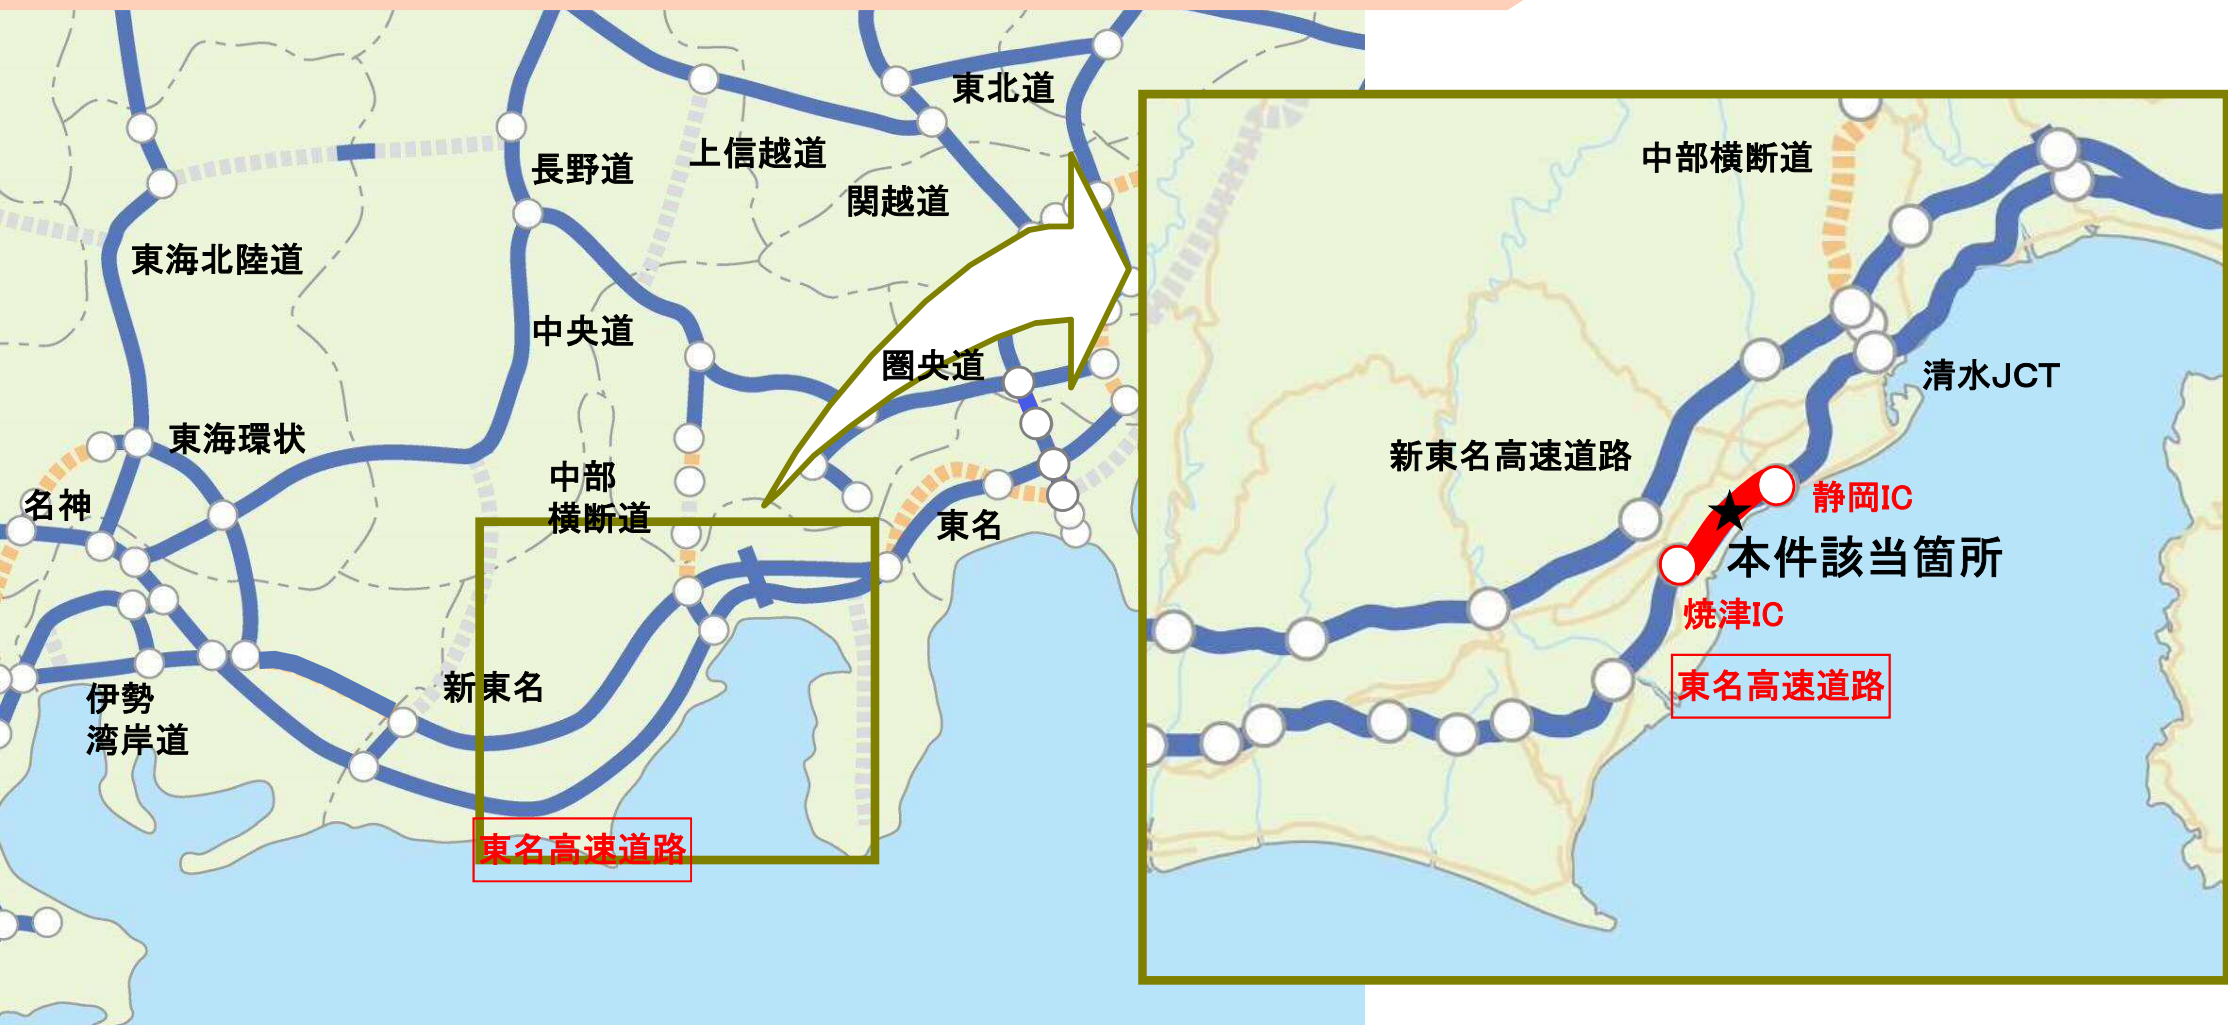 東北道
上信越道
長野道
関越道
東海北陸道
中央道
圏央道
東海環状
中部
横断道
名神
東名
新東名
伊勢
湾岸道
東名高速道路
中部横断道
清水JCT
新東名高速道路
静岡IC
本件該当箇所
焼津IC
東名高速道路